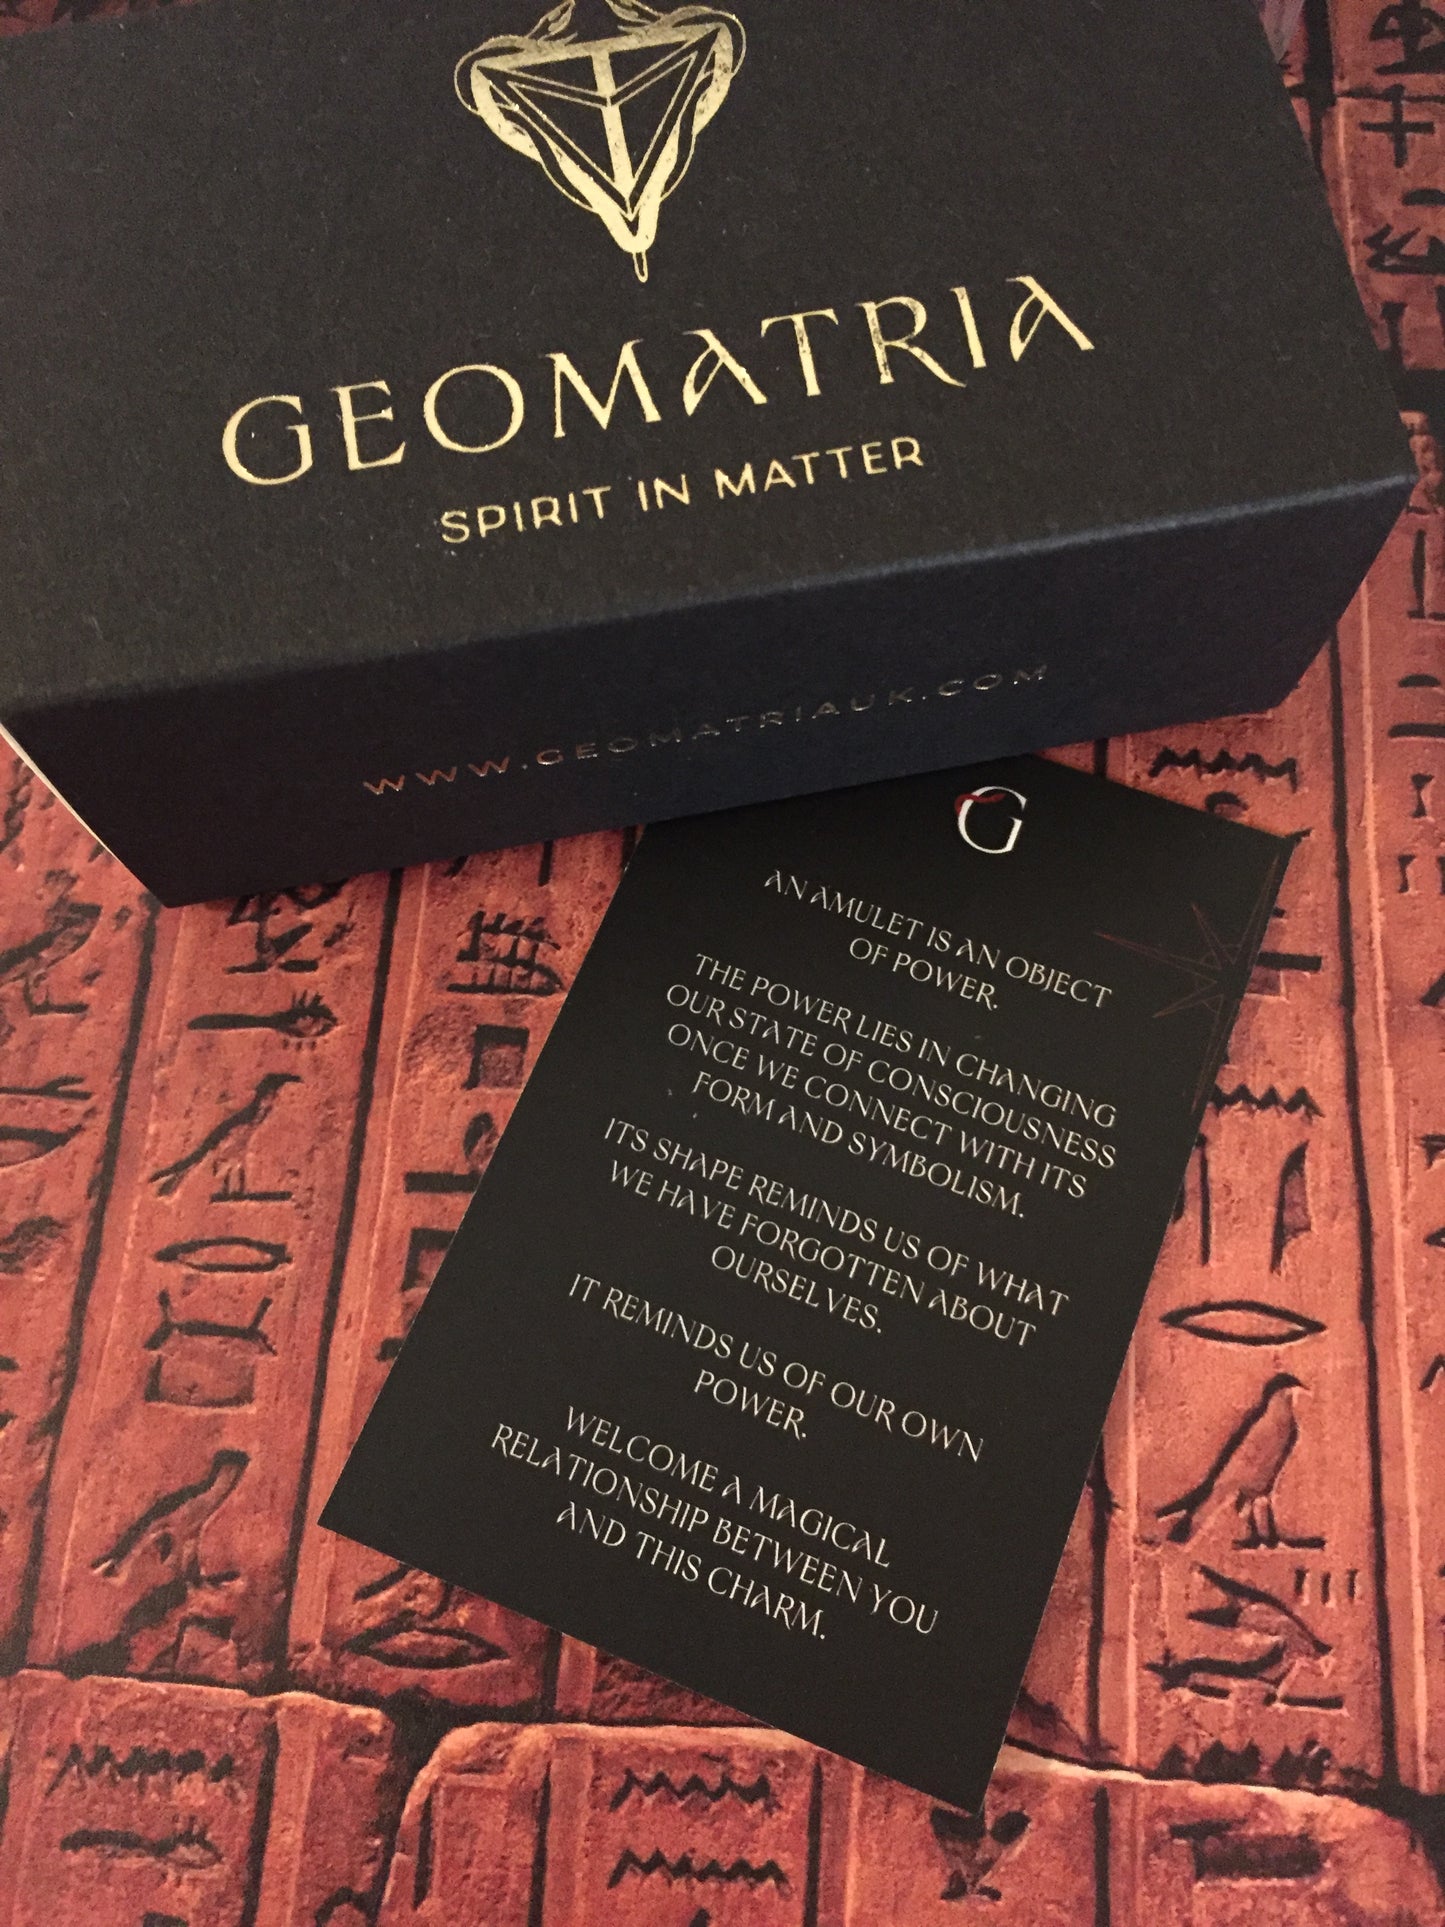 GEOMATRIA
SPIRIT IN MATTER
WWW.GEOMATRIAUK.COM
G
AN AMULET IS AN OBJECT
OF POWER.
THE POWER LIES IN CHANGING
OUR STATE OF CONSCIOUSNESS
ONCE WE CONNECT WITH ITS
FORM AND SYMBOLISM.
ITS SHAPE REMINDS US OF WHAT
WE HAVE FORGOTTEN ABOUT
OURSELVES.
IT REMINDS US OF OUR OWN
POWER.
WELCOME A MAGICAL
RELATIONSHIP BETWEEN YOU
AND THIS CHARM.